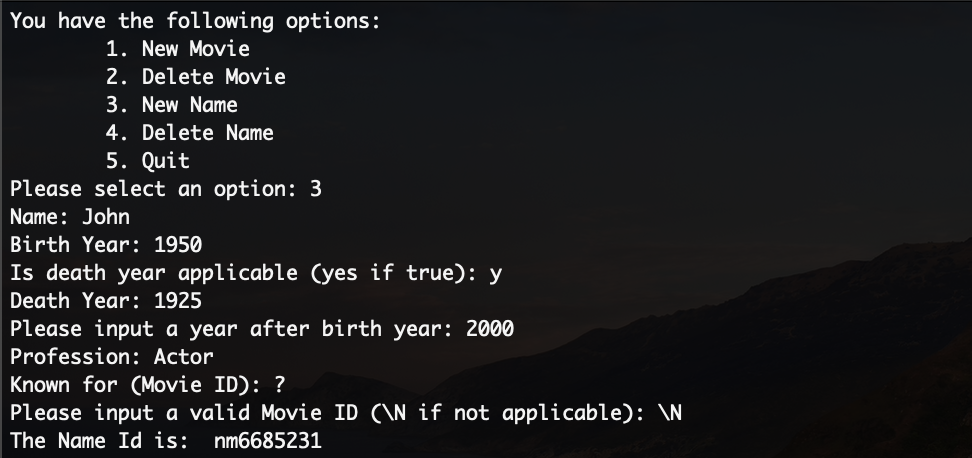 You have the following options:
1. New Movie
2. Delete Movie
3. New Name
4. Delete Name
5. Quit
Please select an option: 3
Name: John
Birth Year: 1950
Is death year applicable (yes if true): y
Death Year: 1925
Please input a year after birth year: 2000
Profession: Actor
Known for (Movie ID): ?
Please input a valid Movie ID (\N if not applicable): \N
The Name Id is:  nm6685231